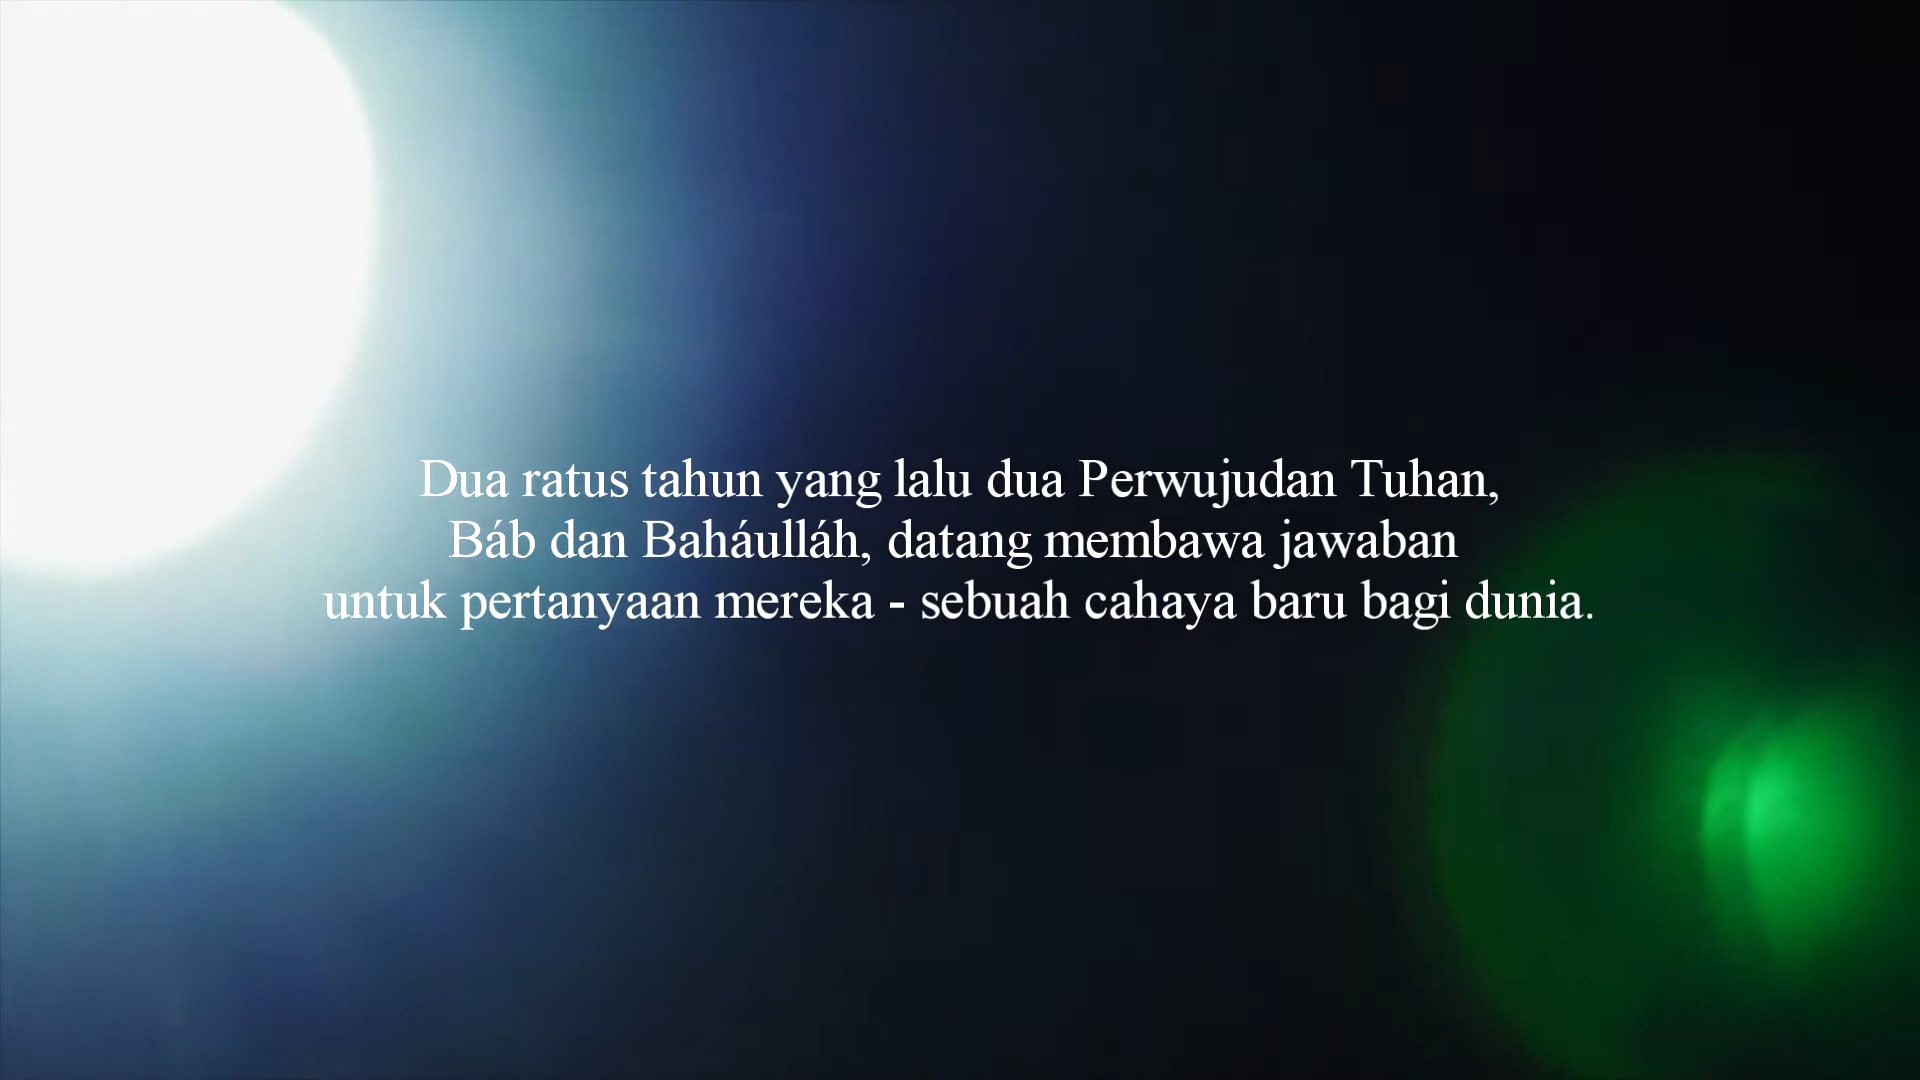 Dua ratus tahun yang lalu dua Perwujudan Tuhan,
Báb dan Baháulláh, datang membawa jawaban
untuk pertanyaan mereka - sebuah cahaya baru bagi dunia.